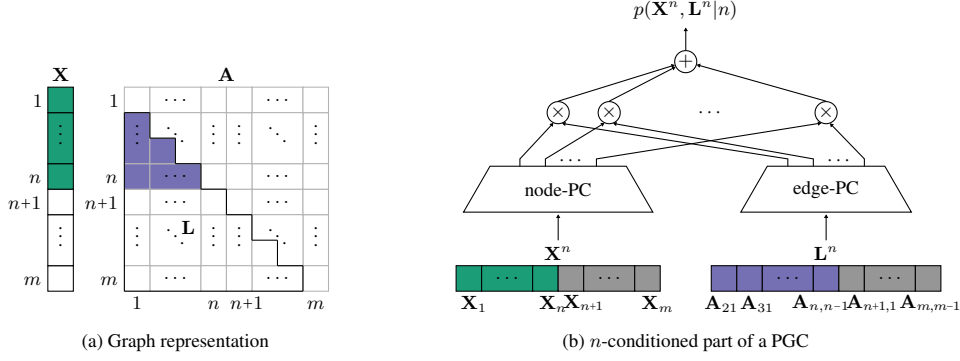 p(Xⁿ, Lⁿ|n)
X A
1 ⋮ n n+1 ⋮ m
1 ⋮ n n+1 ⋮ m
⋯ ⋯
⋮ ⋱ ⋮ ⋱ ⋮
⋯ ⋯
⋯ ⋯
⋮ ⋱ L ⋮ ⋱ ⋮
⋯ ⋯
1 n n+1 m
(a) Graph representation
+
× × ⋯ ×
⋯ ⋯
node-PC edge-PC
Xⁿ Lⁿ
⋯ ⋯ ⋯ ⋯
X₁ Xₙ Xₙ₊₁ Xₘ A₂₁ A₃₁ Aₙ,ₙ₋₁ Aₙ₊₁,₁ Aₘ,ₘ₋₁
(b) n-conditioned part of a PGC